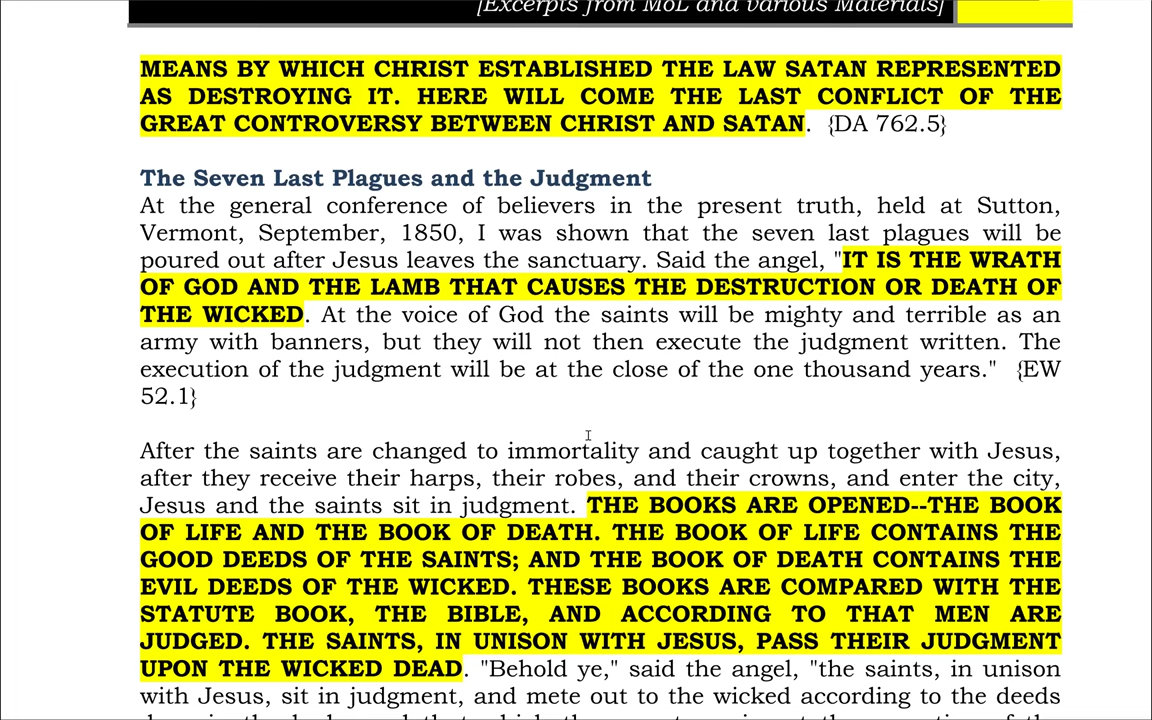 [Excerpts from MoL and various Materials]
MEANS BY WHICH CHRIST ESTABLISHED THE LAW SATAN REPRESENTED
AS DESTROYING IT. HERE WILL COME THE LAST CONFLICT OF THE
GREAT CONTROVERSY BETWEEN CHRIST AND SATAN. {DA 762.5}
The Seven Last Plagues and the Judgment
At the general conference of believers in the present truth, held at Sutton,
Vermont, September, 1850, I was shown that the seven last plagues will be
poured out after Jesus leaves the sanctuary. Said the angel, "IT IS THE WRATH
OF GOD AND THE LAMB THAT CAUSES THE DESTRUCTION OR DEATH OF
THE WICKED. At the voice of God the saints will be mighty and terrible as an
army with banners, but they will not then execute the judgment written. The
execution of the judgment will be at the close of the one thousand years." {EW
52.1}
After the saints are changed to immortality and caught up together with Jesus,
after they receive their harps, their robes, and their crowns, and enter the city,
Jesus and the saints sit in judgment. THE BOOKS ARE OPENED--THE BOOK
OF LIFE AND THE BOOK OF DEATH. THE BOOK OF LIFE CONTAINS THE
GOOD DEEDS OF THE SAINTS; AND THE BOOK OF DEATH CONTAINS THE
EVIL DEEDS OF THE WICKED. THESE BOOKS ARE COMPARED WITH THE
STATUTE BOOK, THE BIBLE, AND ACCORDING TO THAT MEN ARE
JUDGED. THE SAINTS, IN UNISON WITH JESUS, PASS THEIR JUDGMENT
UPON THE WICKED DEAD. "Behold ye," said the angel, "the saints, in unison
with Jesus, sit in judgment, and mete out to the wicked according to the deeds